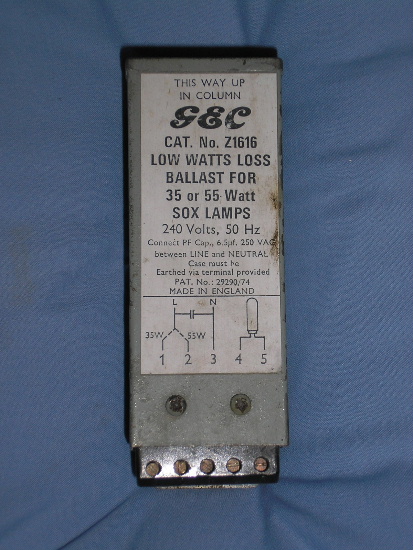 THIS WAY UP
IN COLUMN
GEC
CAT. No. Z1616
LOW WATTS LOSS
BALLAST FOR
35 or 55 Watt
SOX LAMPS
240 Volts, 50 Hz
Connect PF Cap., 6.5µf, 250 VAC
between LINE and NEUTRAL
Case must be
Earthed via terminal provided
PAT. No.: 29290/74
MADE IN ENGLAND
L N
35W 55W
1 2 3 4 5